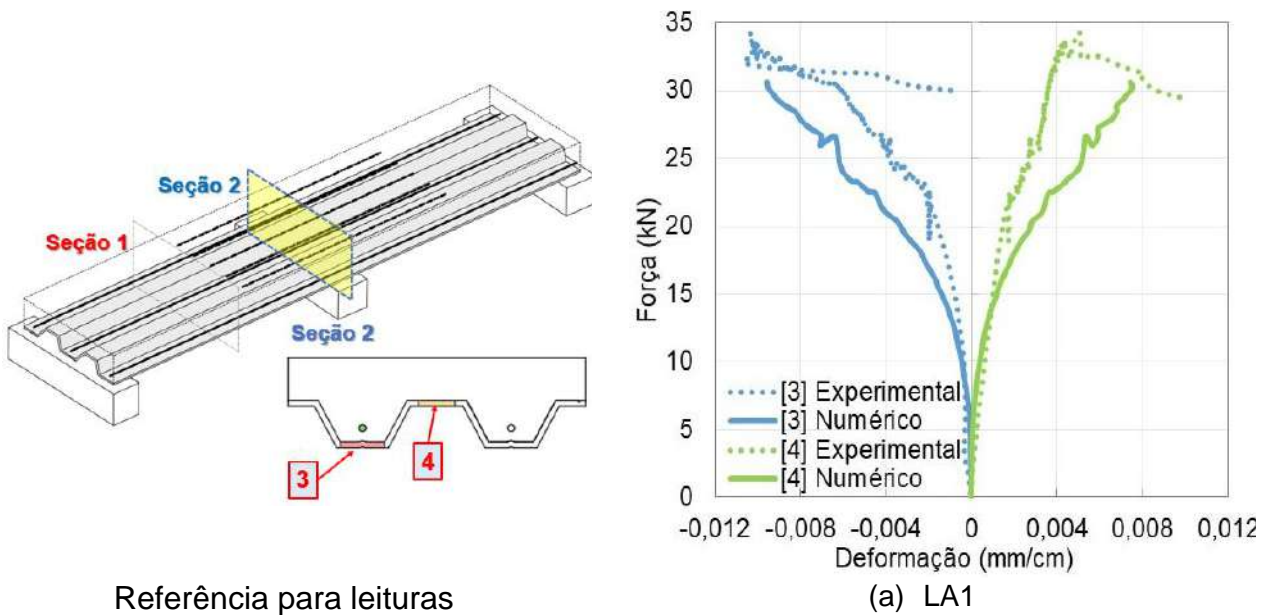 Seção 2
Seção 1
Seção 2
3
4
Referência para leituras
Força (kN)
35
30
25
20
15
10
5
0
[3] Experimental
[3] Numérico
[4] Experimental
[4] Numérico
-0,012 -0,008 -0,004 0 0,004 0,008 0,012
Deformação (mm/cm)
(a) LA1